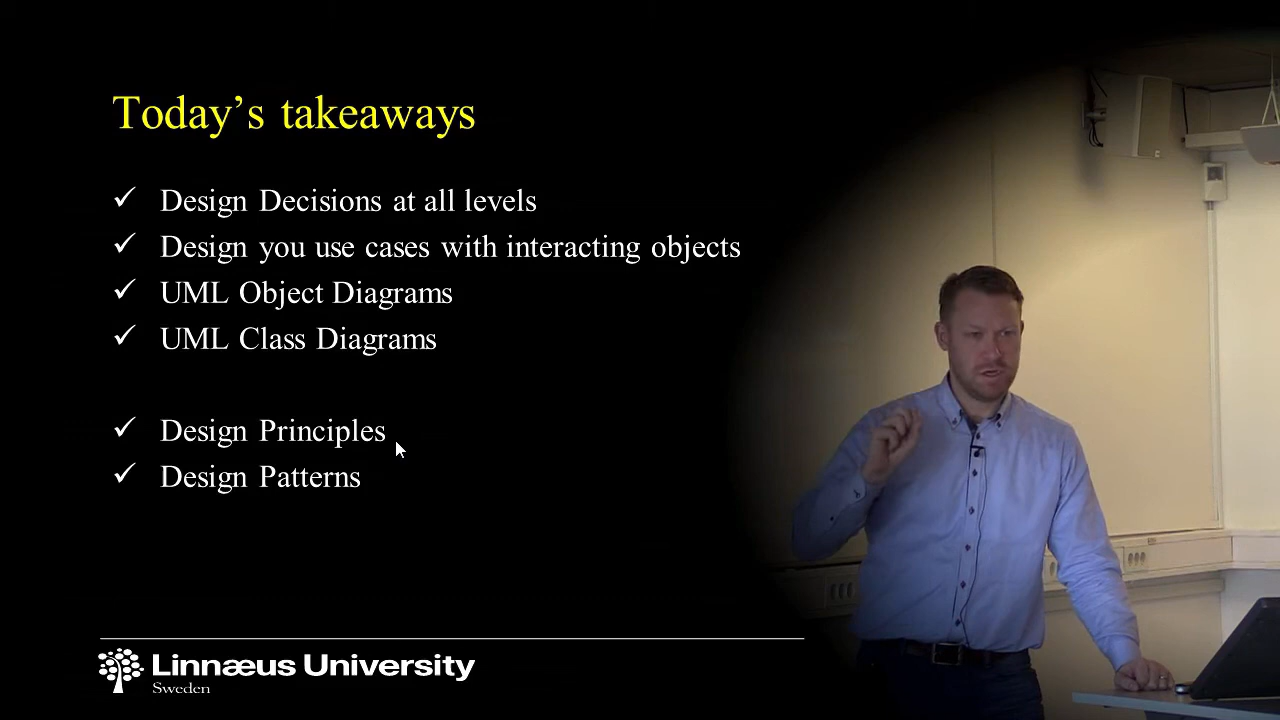 Today’s takeaways
✓ Design Decisions at all levels
✓ Design you use cases with interacting objects
✓ UML Object Diagrams
✓ UML Class Diagrams
✓ Design Principles
✓ Design Patterns
Linnæus University
Sweden